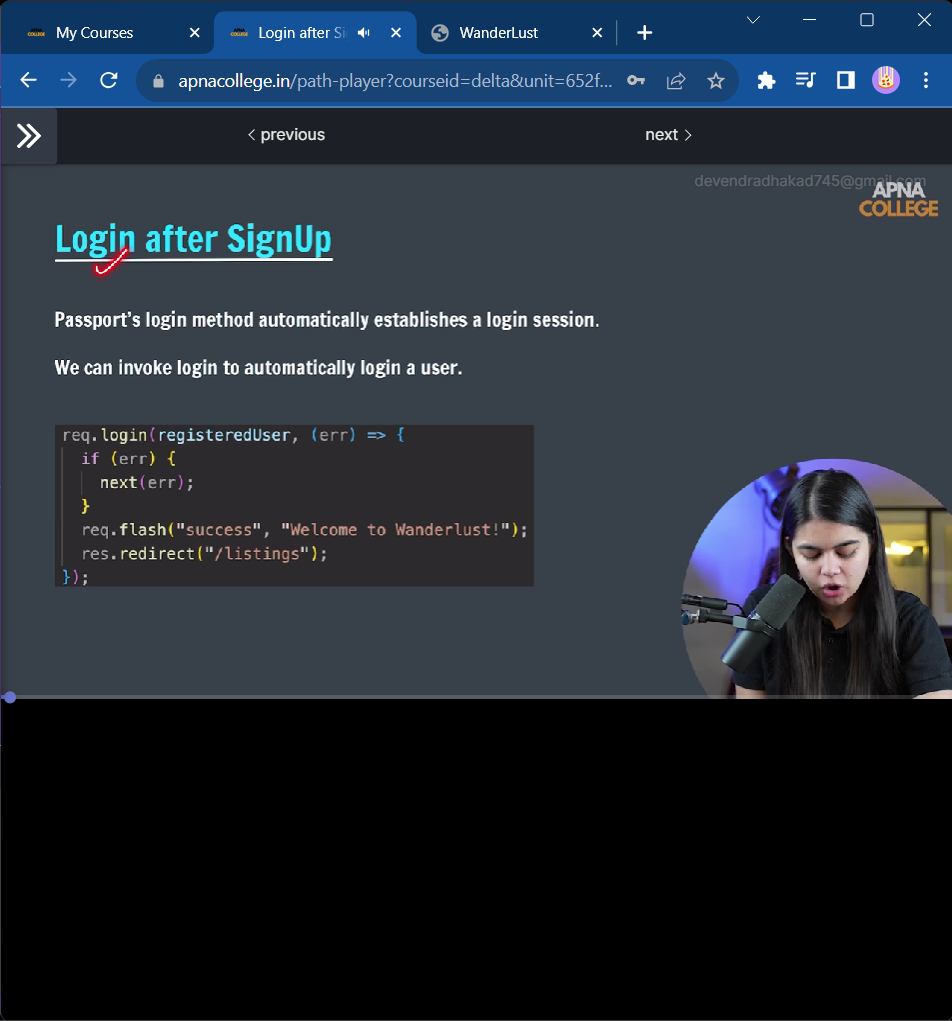 My Courses
Login after Si
WanderLust
apnacollege.in/path-player?courseid=delta&unit=652f...
previous
next
devendradhakad745@gmail.com
APNA
COLLEGE
Login after SignUp
Passport's login method automatically establishes a login session.
We can invoke login to automatically login a user.
req.login(registeredUser, (err) => {
if (err) {
next(err);
}
req.flash("success", "Welcome to Wanderlust!");
res.redirect("/listings");
});